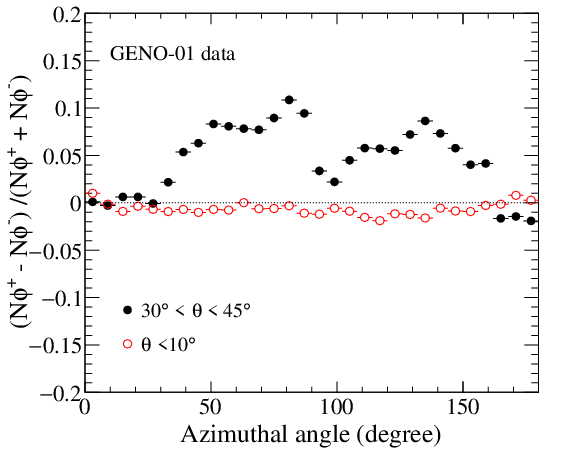 GENO-01 data
(Nϕ⁺ - Nϕ⁻) /(Nϕ⁺ + Nϕ⁻)
0.2
0.15
0.1
0.05
0
−0.05
−0.1
−0.15
−0.2
30° < θ < 45°
θ <10°
0 50 100 150
Azimuthal angle (degree)